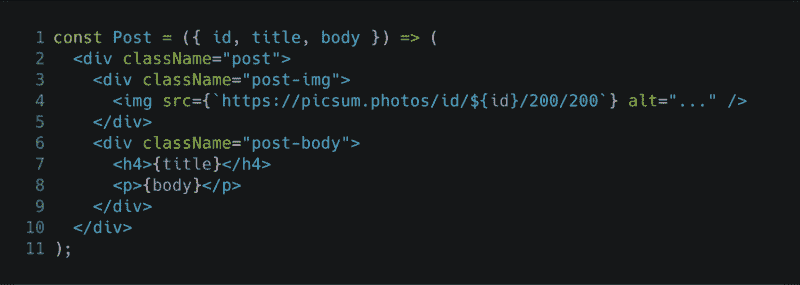 1 const Post = ({ id, title, body }) => (
2   <div className="post">
3     <div className="post-img">
4       <img src={`https://picsum.photos/id/${id}/200/200`} alt="..." />
5     </div>
6     <div className="post-body">
7       <h4>{title}</h4>
8       <p>{body}</p>
9     </div>
10   </div>
11 );